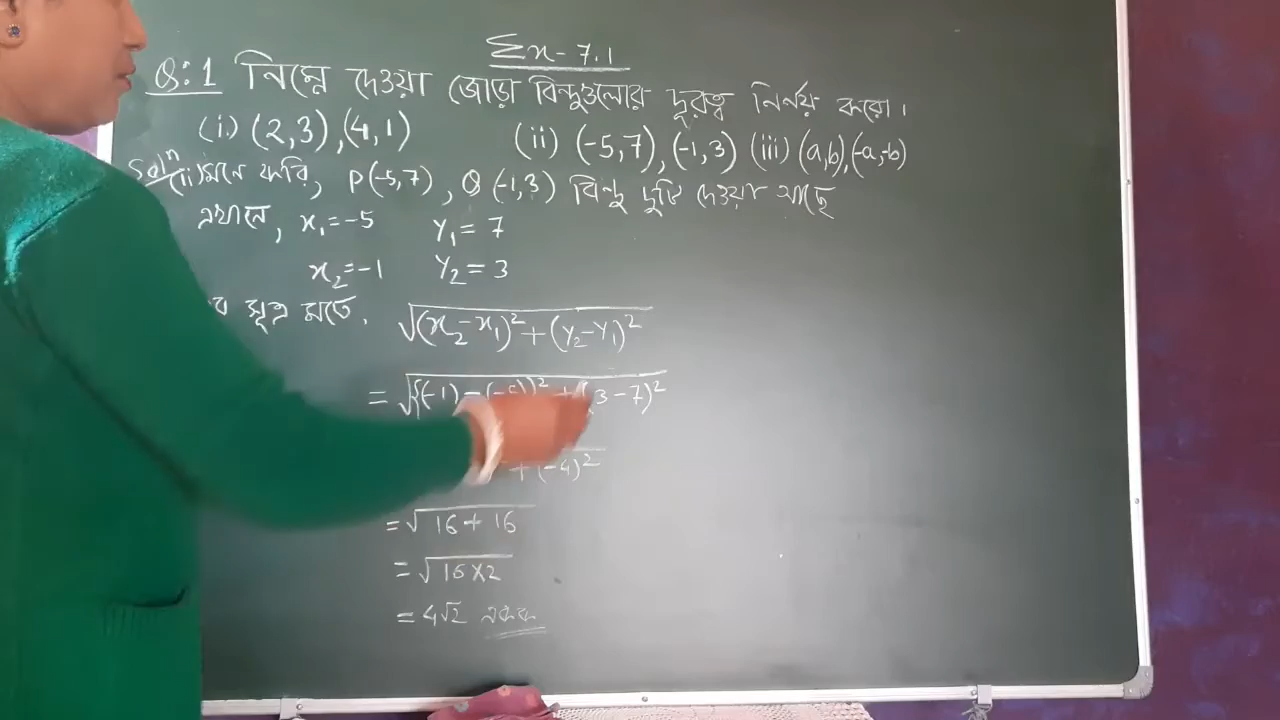 Ex-7.1
Q:1 নিম্নে দেওয়া জোড়া বিন্দুগুলোর দূরত্ব নির্নয় করো।
(i) (2,3),(4,1) (ii) (-5,7),(-1,3) (iii) (a,b),(-a,-b)
Solⁿ (ii) মনে করি, P(-5,7), Q(-1,3) বিন্দু দুটি দেওয়া আছে
এখানে, x₁=-5 y₁=7
x₂=-1 y₂=3
সূত্র মতে, √(x₂-x₁)²+(y₂-y₁)²
= √{(-1)-(-5)}²+(3-7)²
+(-4)²
=√16+16
=√16×2
=4√2 একক